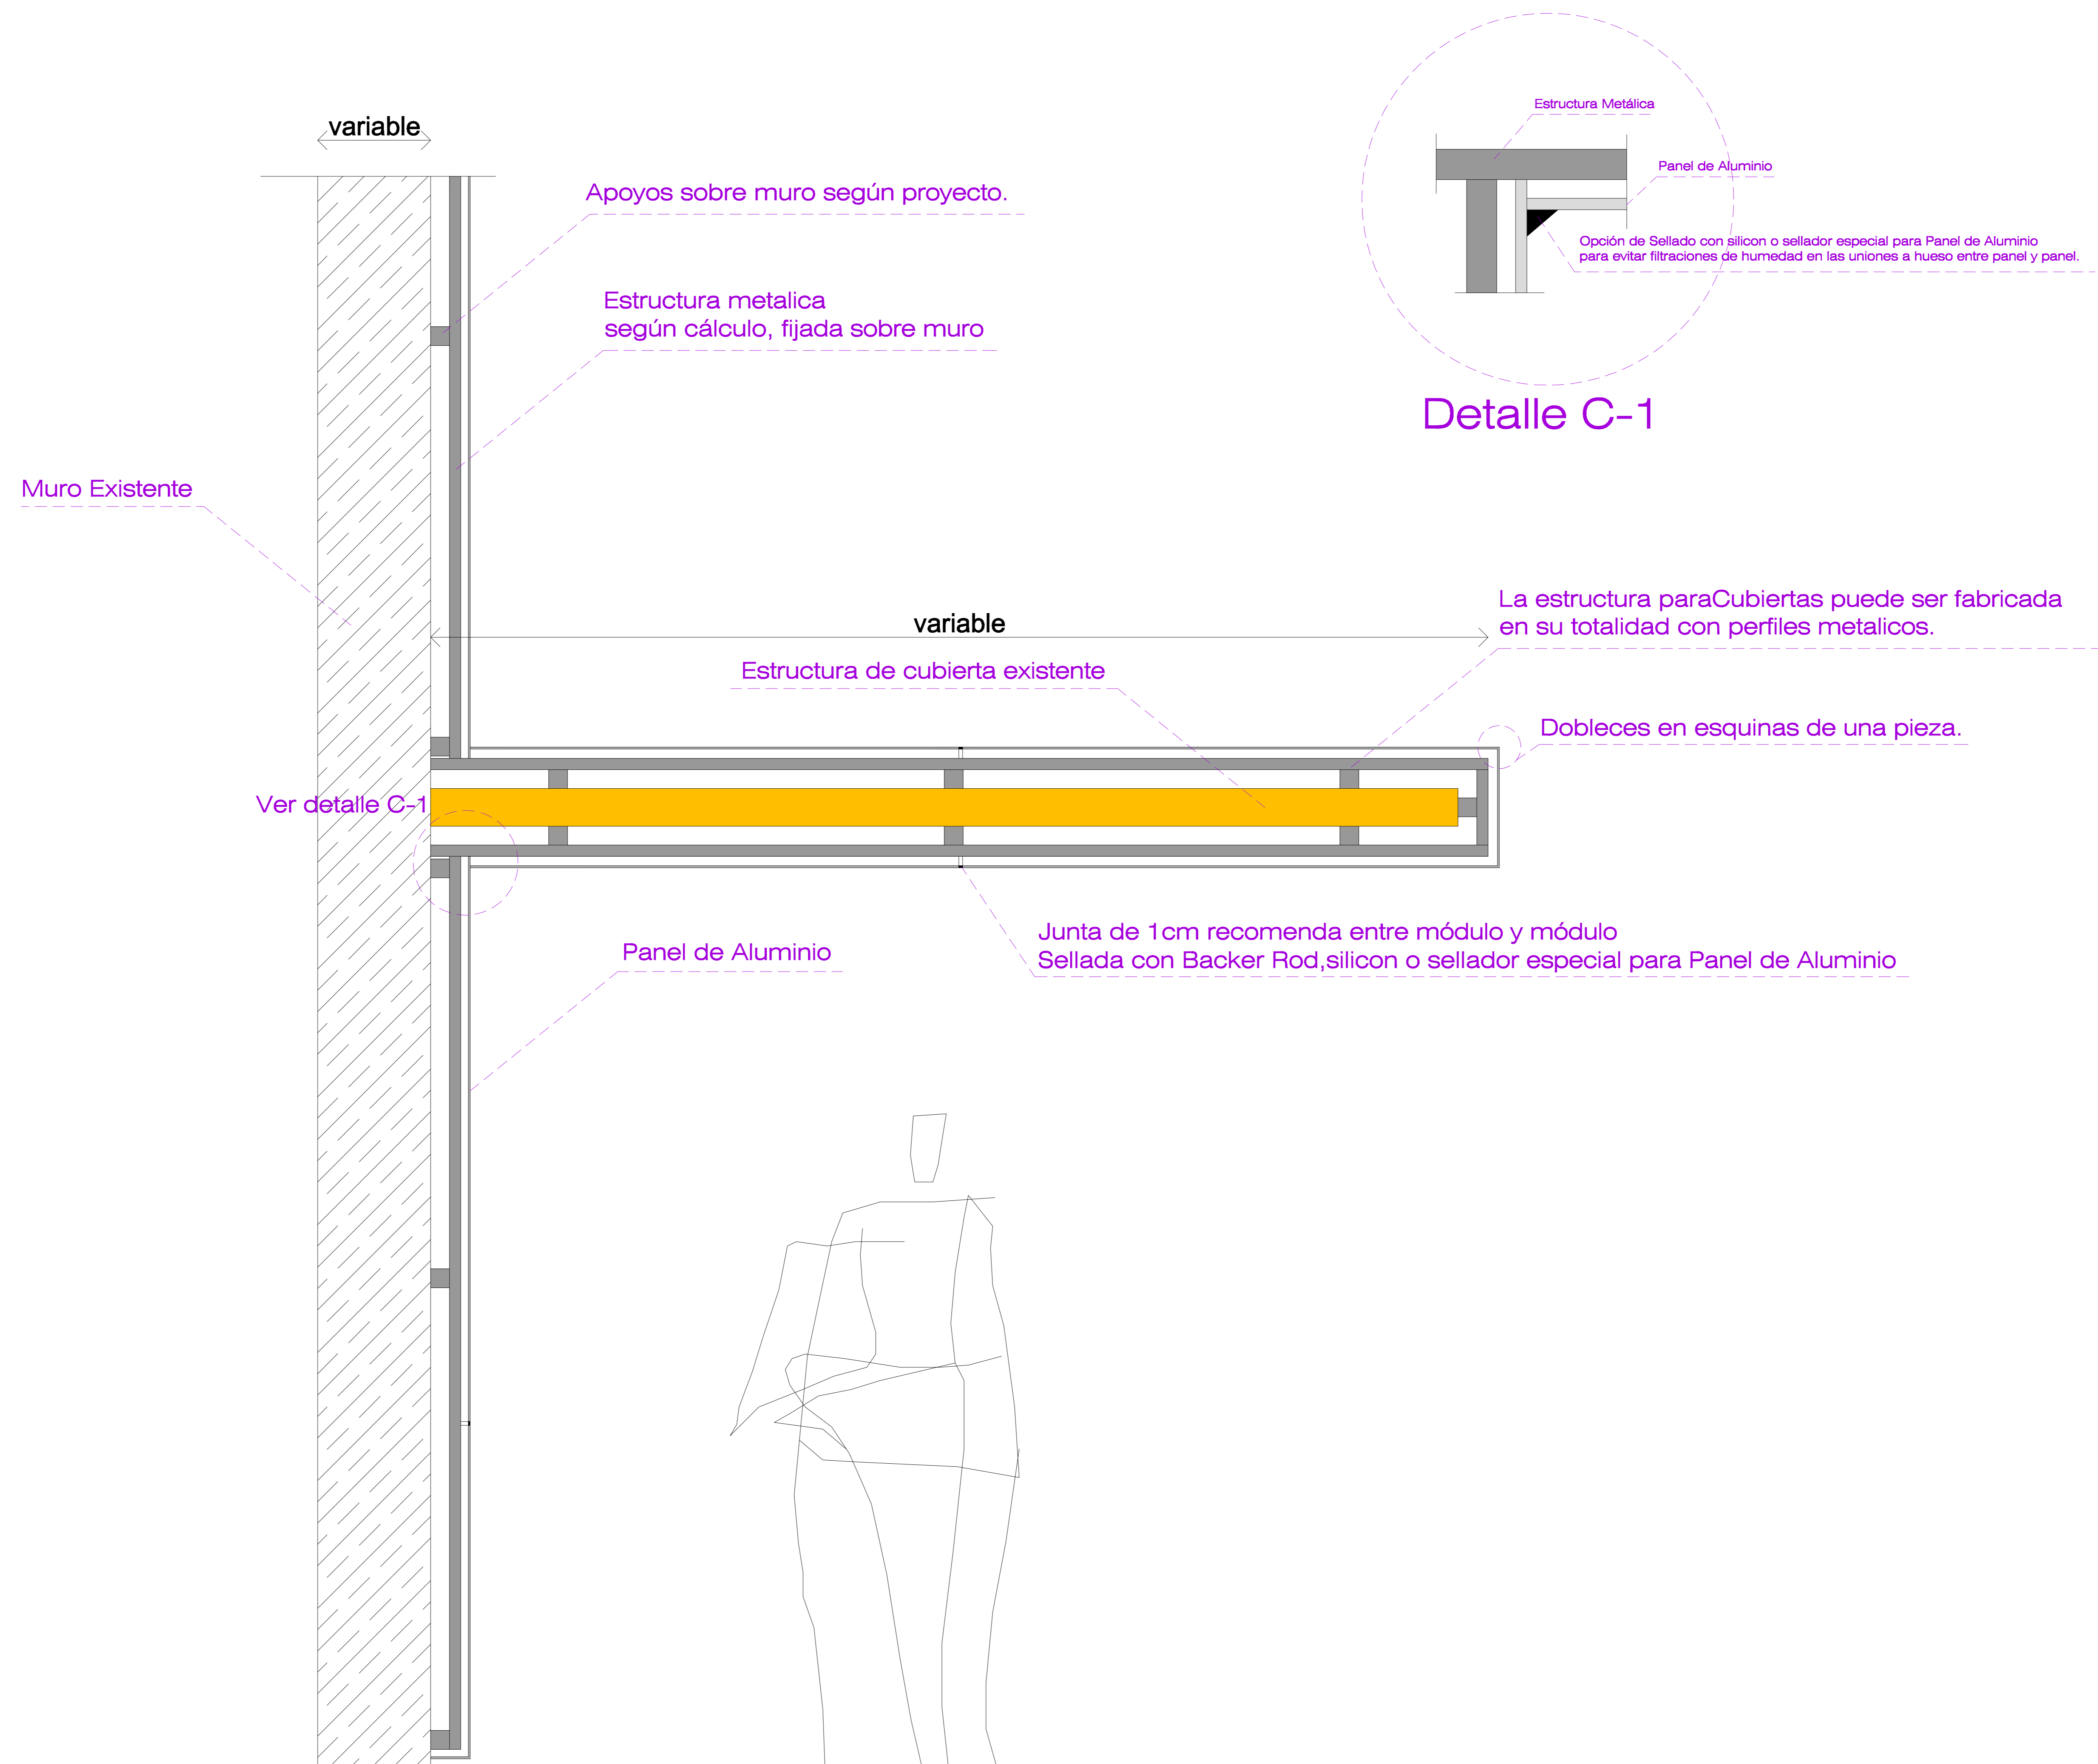 variable
Estructura Metálica
Panel de Aluminio
Opción de Sellado con silicon o sellador especial para Panel de Aluminio
para evitar filtraciones de humedad en las uniones a hueso entre panel y panel.
Detalle C-1
Apoyos sobre muro según proyecto.
Estructura metalica
según cálculo, fijada sobre muro
Muro Existente
variable
La estructura paraCubiertas puede ser fabricada
en su totalidad con perfiles metalicos.
Estructura de cubierta existente
Dobleces en esquinas de una pieza.
Ver detalle C-1
Panel de Aluminio
Junta de 1cm recomenda entre módulo y módulo
Sellada con Backer Rod,silicon o sellador especial para Panel de Aluminio